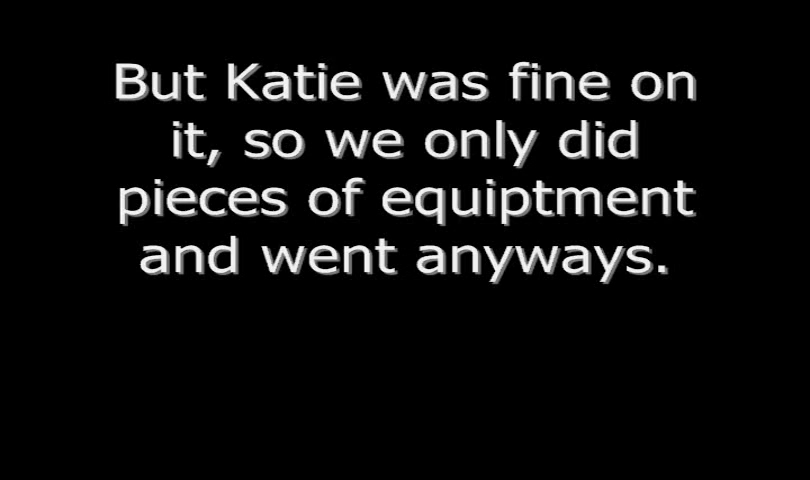 But Katie was fine on
it, so we only did
pieces of equiptment
and went anyways.